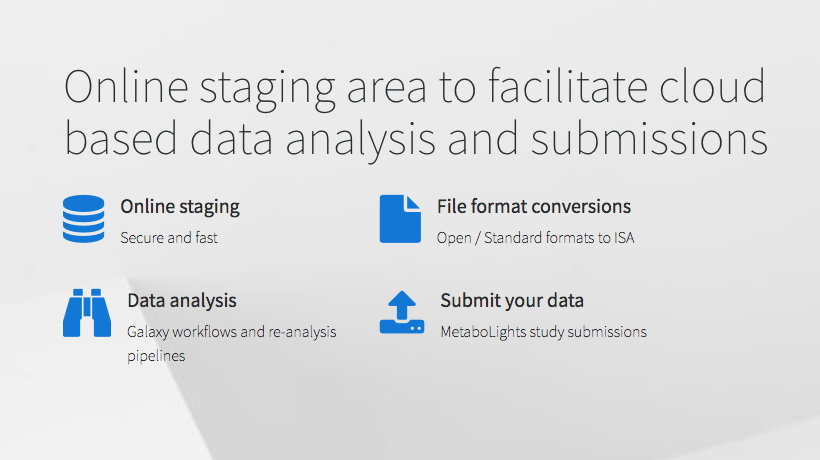 Online staging area to facilitate cloud
based data analysis and submissions
Online staging
Secure and fast
File format conversions
Open / Standard formats to ISA
Data analysis
Galaxy workflows and re-analysis
pipelines
Submit your data
MetaboLights study submissions